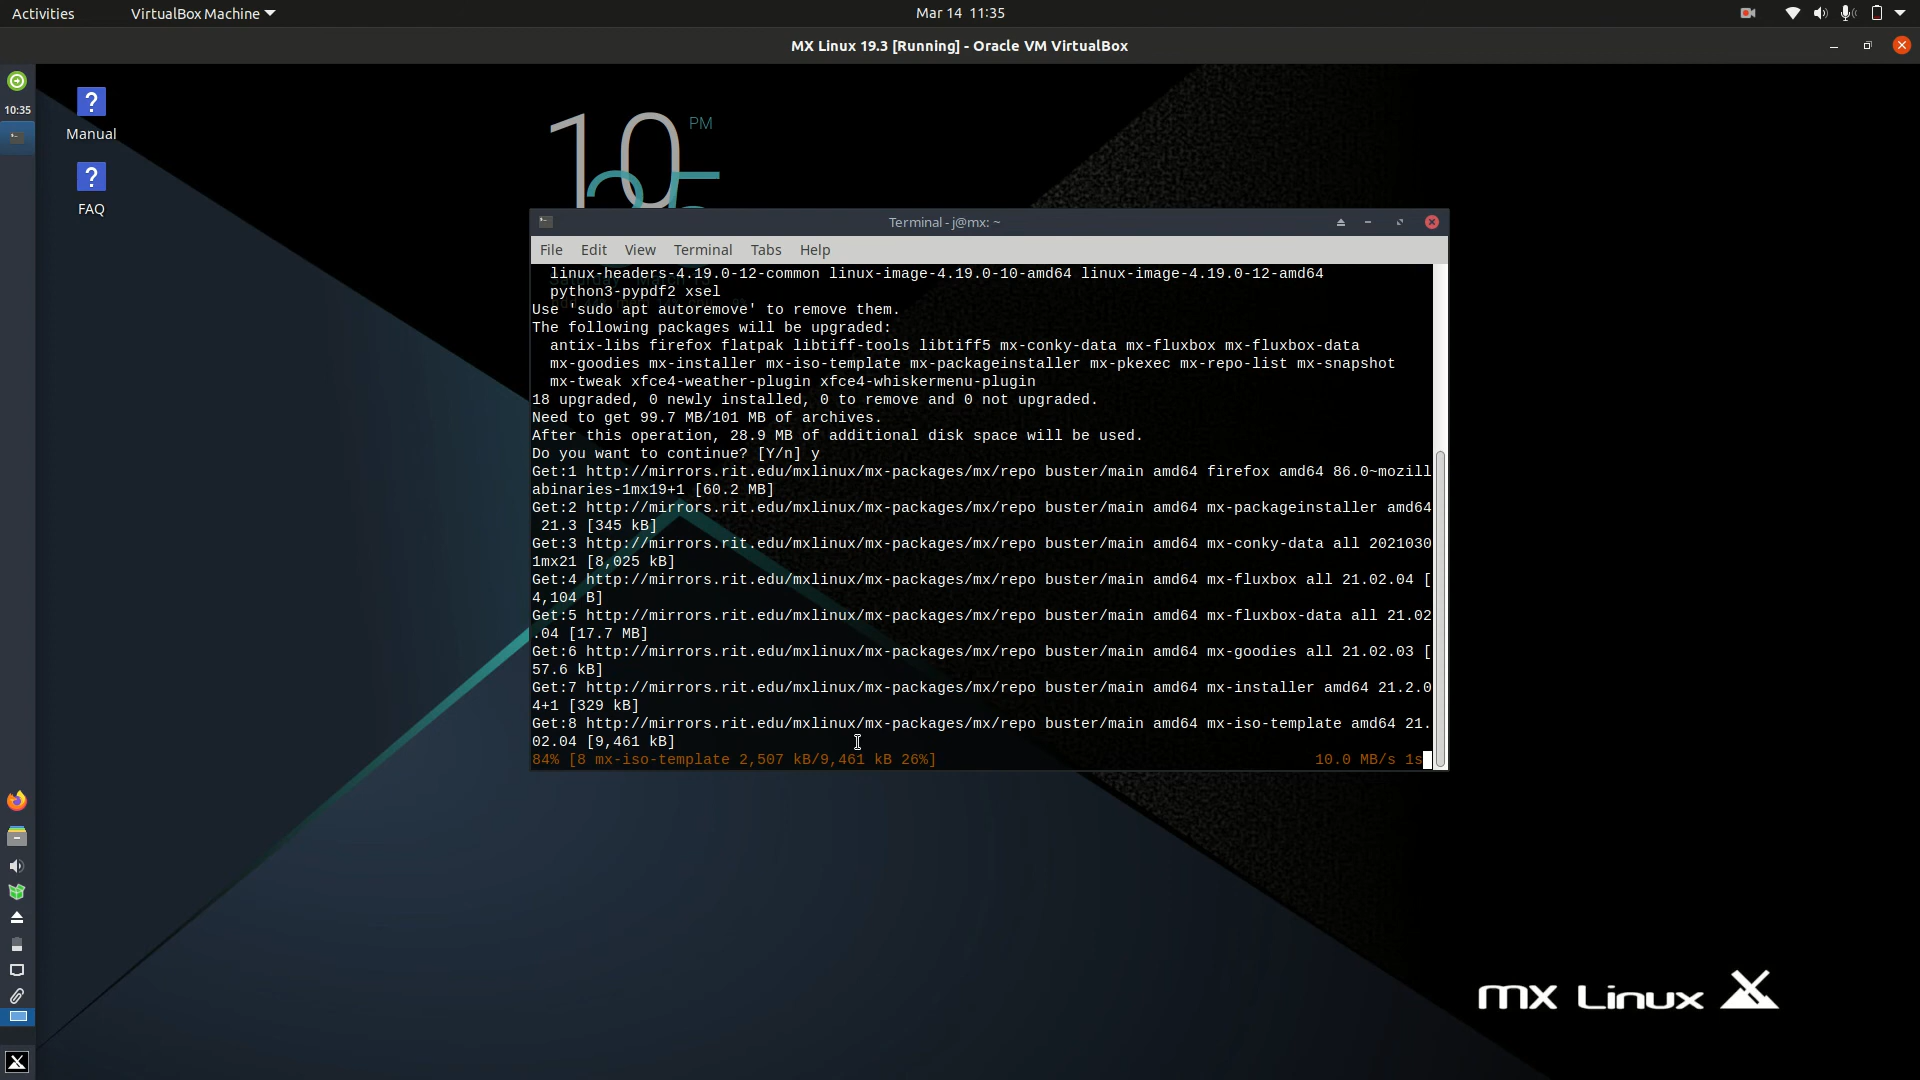 Activities
VirtualBox Machine
Mar 14 11:35
MX Linux 19.3 [Running] - Oracle VM VirtualBox
10:35
Manual
FAQ
10 PM
Terminal - j@mx: ~
File Edit View Terminal Tabs Help
linux-headers-4.19.0-12-common linux-image-4.19.0-10-amd64 linux-image-4.19.0-12-amd64
python3-pypdf2 xsel
Use 'sudo apt autoremove' to remove them.
The following packages will be upgraded:
antix-libs firefox flatpak libtiff-tools libtiff5 mx-conky-data mx-fluxbox mx-fluxbox-data
mx-goodies mx-installer mx-iso-template mx-packageinstaller mx-pkexec mx-repo-list mx-snapshot
mx-tweak xfce4-weather-plugin xfce4-whiskermenu-plugin
18 upgraded, 0 newly installed, 0 to remove and 0 not upgraded.
Need to get 99.7 MB/101 MB of archives.
After this operation, 28.9 MB of additional disk space will be used.
Do you want to continue? [Y/n] y
Get:1 http://mirrors.rit.edu/mxlinux/mx-packages/mx/repo buster/main amd64 firefox amd64 86.0~mozill
abinaries-1mx19+1 [60.2 MB]
Get:2 http://mirrors.rit.edu/mxlinux/mx-packages/mx/repo buster/main amd64 mx-packageinstaller amd64
21.3 [345 kB]
Get:3 http://mirrors.rit.edu/mxlinux/mx-packages/mx/repo buster/main amd64 mx-conky-data all 2021030
1mx21 [8,025 kB]
Get:4 http://mirrors.rit.edu/mxlinux/mx-packages/mx/repo buster/main amd64 mx-fluxbox all 21.02.04 [
4,104 B]
Get:5 http://mirrors.rit.edu/mxlinux/mx-packages/mx/repo buster/main amd64 mx-fluxbox-data all 21.02
.04 [17.7 MB]
Get:6 http://mirrors.rit.edu/mxlinux/mx-packages/mx/repo buster/main amd64 mx-goodies all 21.02.03 [
57.6 kB]
Get:7 http://mirrors.rit.edu/mxlinux/mx-packages/mx/repo buster/main amd64 mx-installer amd64 21.2.0
4+1 [329 kB]
Get:8 http://mirrors.rit.edu/mxlinux/mx-packages/mx/repo buster/main amd64 mx-iso-template amd64 21.
02.04 [9,461 kB]
84% [8 mx-iso-template 2,507 kB/9,461 kB 26%] 10.0 MB/s 1s
mx Linux